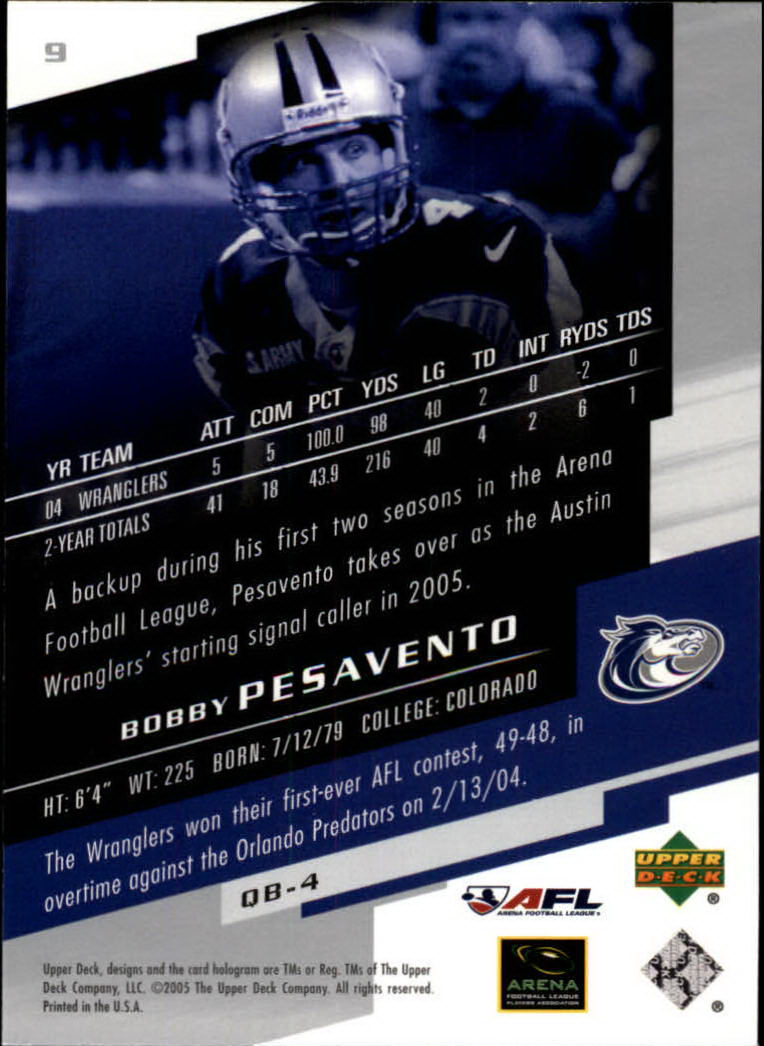 9
Riddell
4
ARMY
YR TEAM ATT COM PCT YDS LG TD INT RYDS TDS
04 WRANGLERS 5 5 100.0 98 40 2 0 -2 0
2-YEAR TOTALS 41 18 43.9 216 40 4 2 6 1
A backup during his first two seasons in the Arena
Football League, Pesavento takes over as the Austin
Wranglers' starting signal caller in 2005.
BOBBY PESAVENTO
HT: 6'4" WT: 225 BORN: 7/12/79 COLLEGE: COLORADO
The Wranglers won their first-ever AFL contest, 49-48, in
overtime against the Orlando Predators on 2/13/04.
QB-4
UPPER
D·E·C·K
®
AFL
ARENA FOOTBALL LEAGUE
ARENA
FOOTBALL LEAGUE
PLAYERS ASSOCIATION
®
Upper Deck, designs and the card hologram are TMs or Reg. TMs of The Upper
Deck Company, LLC. ©2005 The Upper Deck Company. All rights reserved.
Printed in the U.S.A.